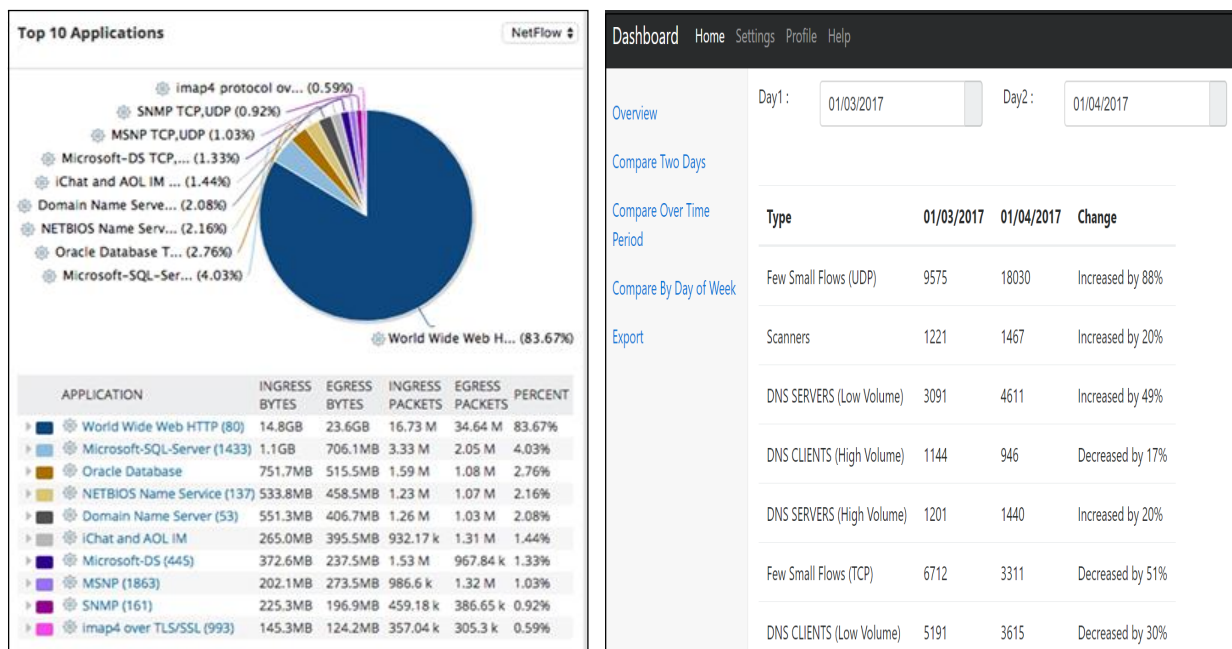 Top 10 Applications
NetFlow
imap4 protocol ov... (0.59%)
SNMP TCP,UDP (0.92%)
MSNP TCP,UDP (1.03%)
Microsoft-DS TCP,... (1.33%)
iChat and AOL IM ... (1.44%)
Domain Name Serve... (2.08%)
NETBIOS Name Serv... (2.16%)
Oracle Database T... (2.76%)
Microsoft-SQL-Ser... (4.03%)
World Wide Web H... (83.67%)
APPLICATION INGRESS BYTES EGRESS BYTES INGRESS PACKETS EGRESS PACKETS PERCENT
World Wide Web HTTP (80) 14.8GB 23.6GB 16.73 M 34.64 M 83.67%
Microsoft-SQL-Server (1433) 1.1GB 706.1MB 3.33 M 2.05 M 4.03%
Oracle Database 751.7MB 515.5MB 1.59 M 1.08 M 2.76%
NETBIOS Name Service (137) 533.8MB 458.5MB 1.23 M 1.07 M 2.16%
Domain Name Server (53) 551.3MB 406.7MB 1.26 M 1.03 M 2.08%
iChat and AOL IM 265.0MB 395.5MB 932.17 k 1.31 M 1.44%
Microsoft-DS (445) 372.6MB 237.5MB 1.53 M 967.84 k 1.33%
MSNP (1863) 202.1MB 273.5MB 986.6 k 1.32 M 1.03%
SNMP (161) 225.3MB 196.9MB 459.18 k 386.65 k 0.92%
imap4 over TLS/SSL (993) 145.3MB 124.2MB 357.04 k 305.3 k 0.59%
Dashboard Home Settings Profile Help
Overview
Compare Two Days
Compare Over Time
Period
Compare By Day of Week
Export
Day1 : 01/03/2017 Day2 : 01/04/2017
Type 01/03/2017 01/04/2017 Change
Few Small Flows (UDP) 9575 18030 Increased by 88%
Scanners 1221 1467 Increased by 20%
DNS SERVERS (Low Volume) 3091 4611 Increased by 49%
DNS CLIENTS (High Volume) 1144 946 Decreased by 17%
DNS SERVERS (High Volume) 1201 1440 Increased by 20%
Few Small Flows (TCP) 6712 3311 Decreased by 51%
DNS CLIENTS (Low Volume) 5191 3615 Decreased by 30%